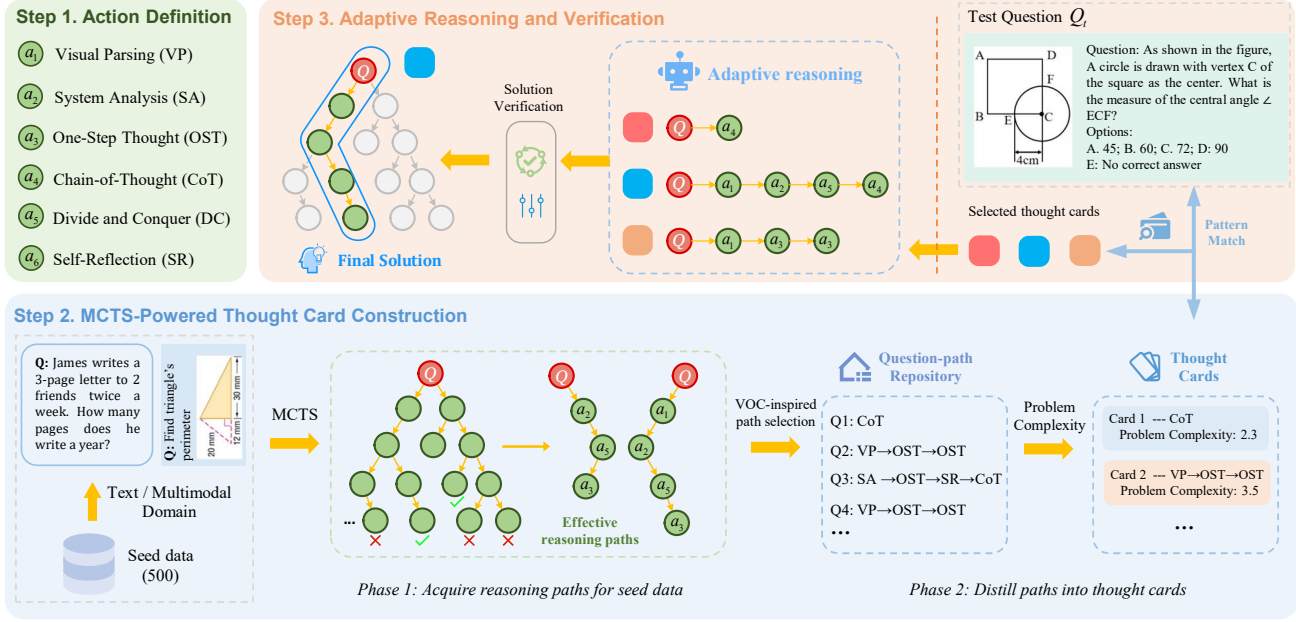 Step 1. Action Definition
a1 Visual Parsing (VP)
a2 System Analysis (SA)
a3 One-Step Thought (OST)
a4 Chain-of-Thought (CoT)
a5 Divide and Conquer (DC)
a6 Self-Reflection (SR)
Step 3. Adaptive Reasoning and Verification
Q
Final Solution
Solution
Verification
Adaptive reasoning
Q a4
Q a1 a2 a5 a4
Q a1 a3 a3
Test Question Qt
A D
F
B E C
4cm
Question: As shown in the figure,
A circle is drawn with vertex C of
the square as the center. What is
the measure of the central angle ∠
ECF?
Options:
A. 45; B. 60; C. 72; D: 90
E: No correct answer
Selected thought cards
Pattern
Match
Step 2. MCTS-Powered Thought Card Construction
Q: James writes a
3-page letter to 2
friends twice a
week. How many
pages does he
write a year?
Q: Find triangle's
perimeter
20 mm
12 mm
30 mm
Text / Multimodal
Domain
Seed data
(500)
MCTS
Q
...
Q
a2
a5
a3
Q
a1
a2
a5
a3
Effective
reasoning paths
Phase 1: Acquire reasoning paths for seed data
VOC-inspired
path selection
Question-path
Repository
Q1: CoT
Q2: VP→OST→OST
Q3: SA →OST→SR→CoT
Q4: VP→OST→OST
...
Problem
Complexity
Thought
Cards
Card 1 --- CoT
Problem Complexity: 2.3
Card 2 --- VP→OST→OST
Problem Complexity: 3.5
...
Phase 2: Distill paths into thought cards